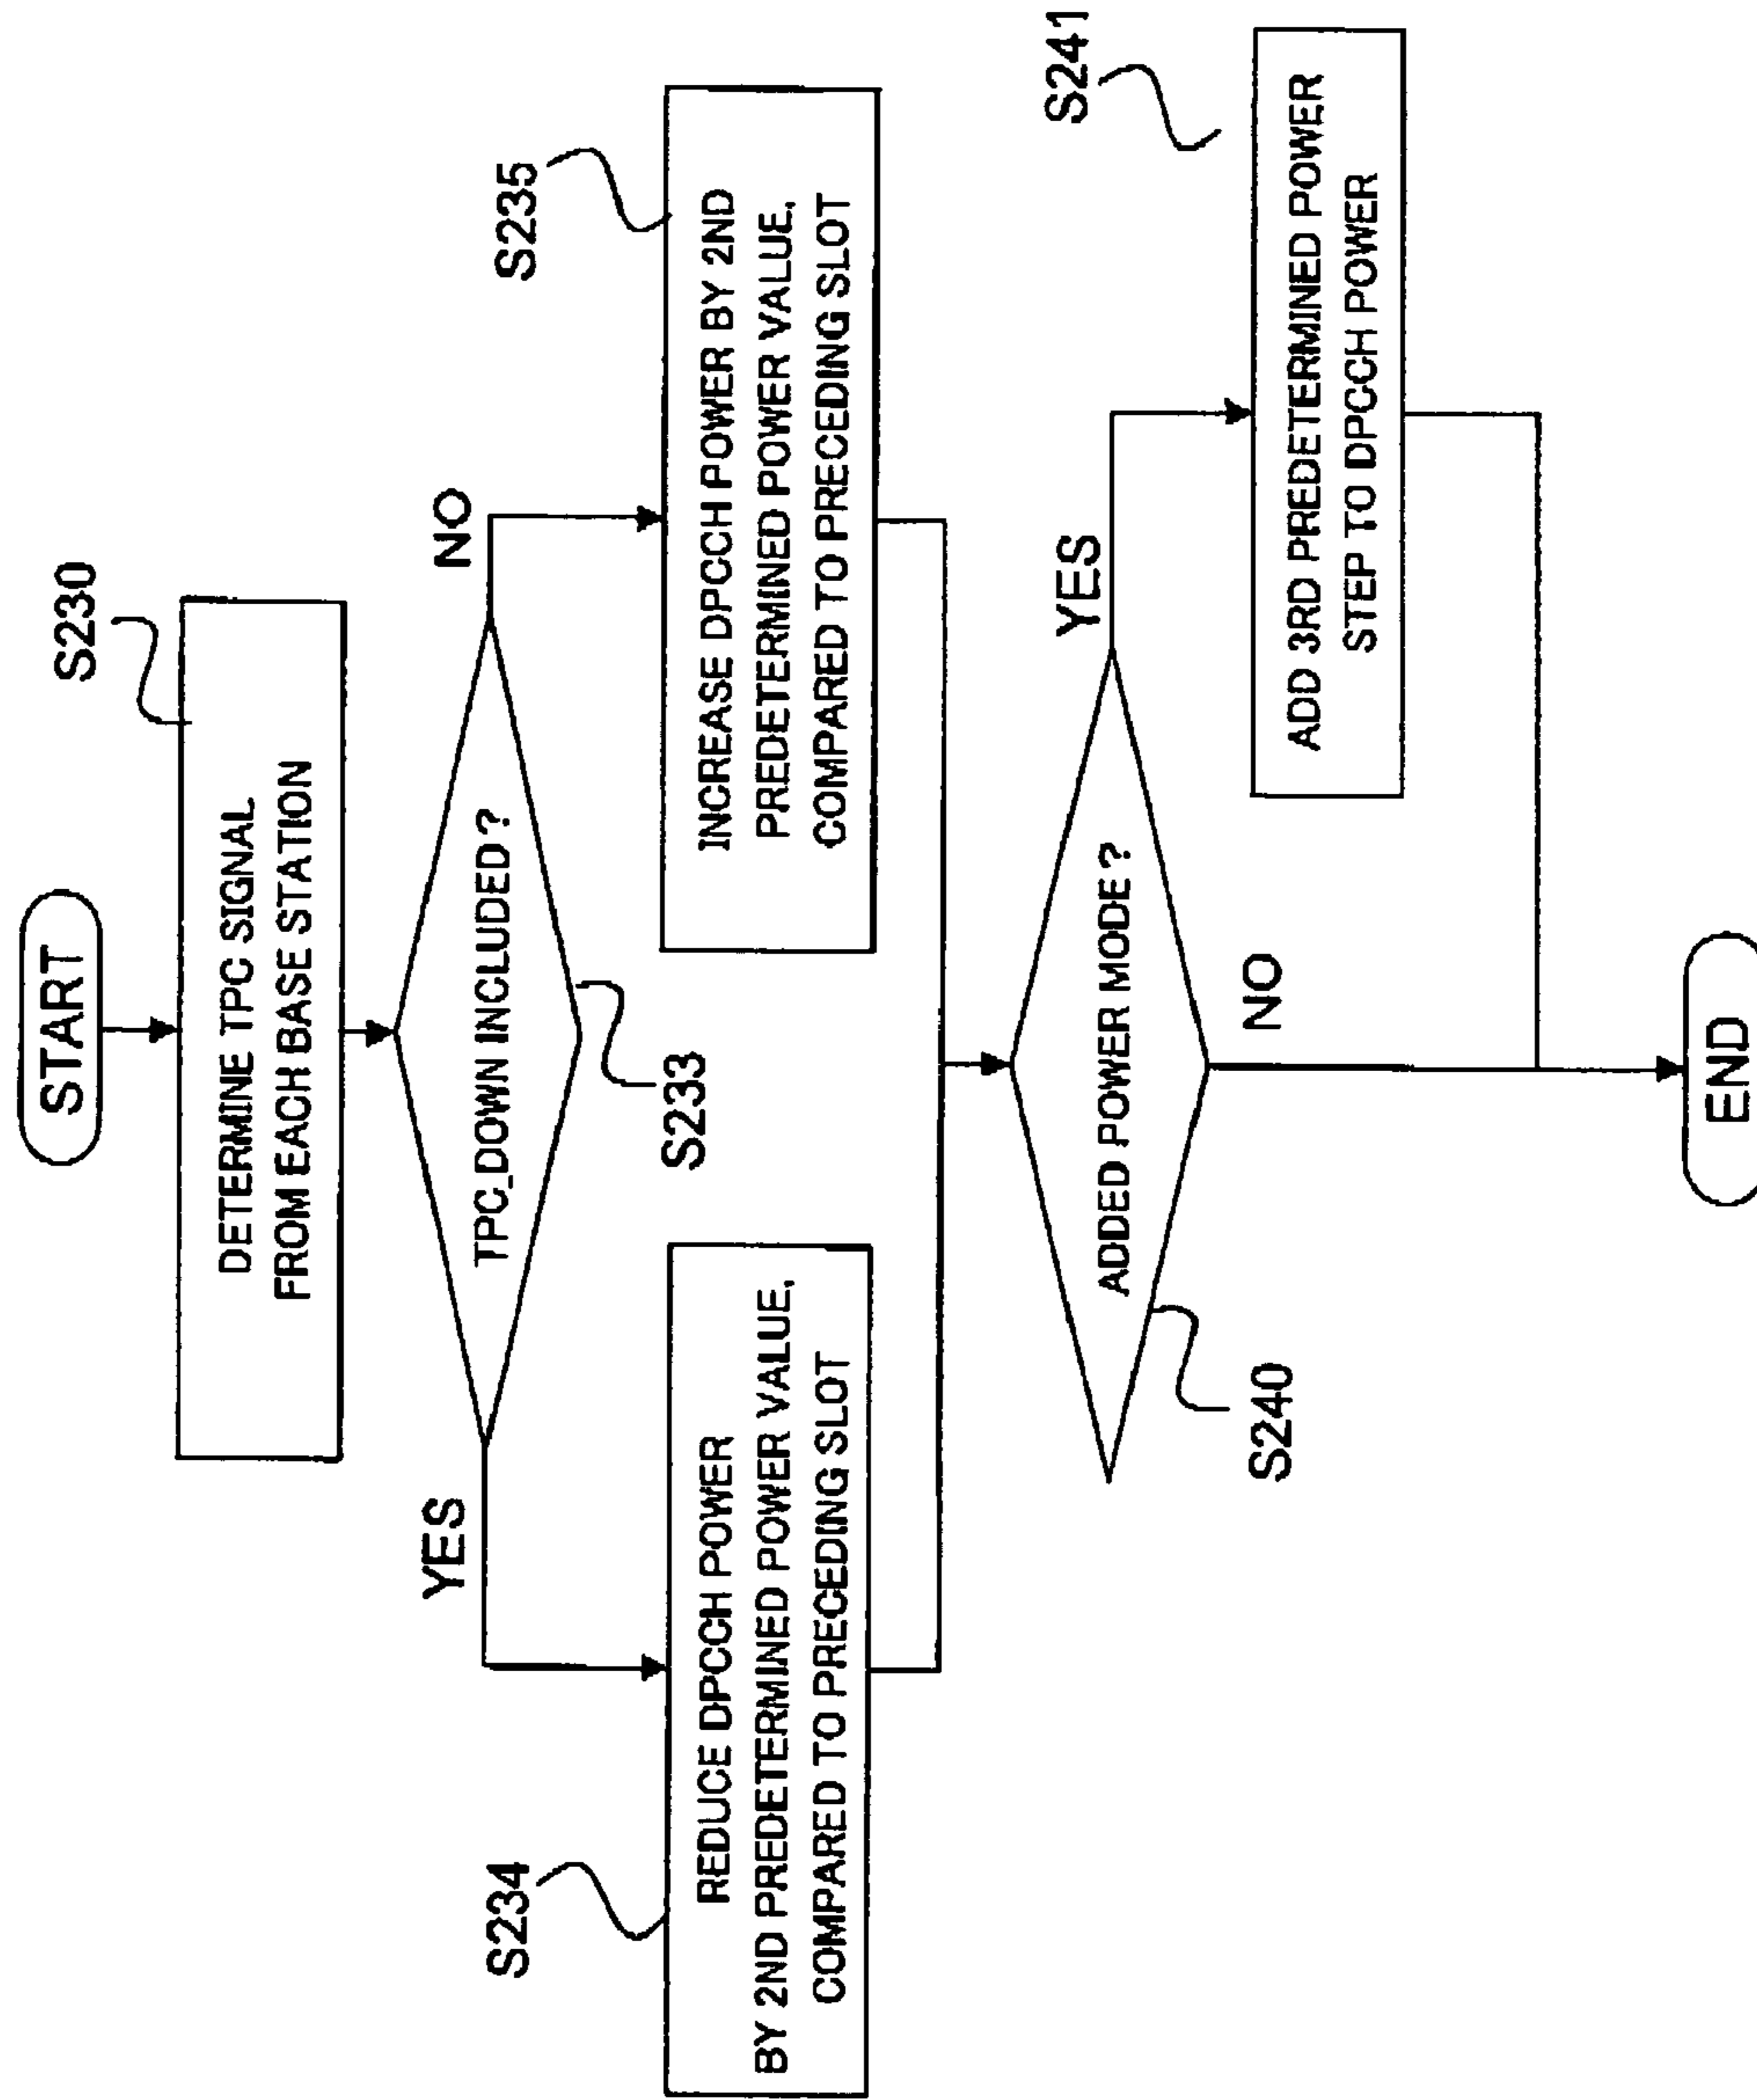 START
S230
DETERMINE TPC SIGNAL
FROM EACH BASE STATION
TPC_DOWN INCLUDED ?
S233
YES
NO
S234
REDUCE DPCCH POWER
BY 2ND PREDETERMINED POWER VALUE,
COMPARED TO PRECEDING SLOT
S235
INCREASE DPCCH POWER BY 2ND
PREDETERMINED POWER VALUE,
COMPARED TO PRECEDING SLOT
ADDED POWER MODE ?
S240
YES
NO
S241
ADD 3RD PREDETERMINED POWER
STEP TO DPCCH POWER
END